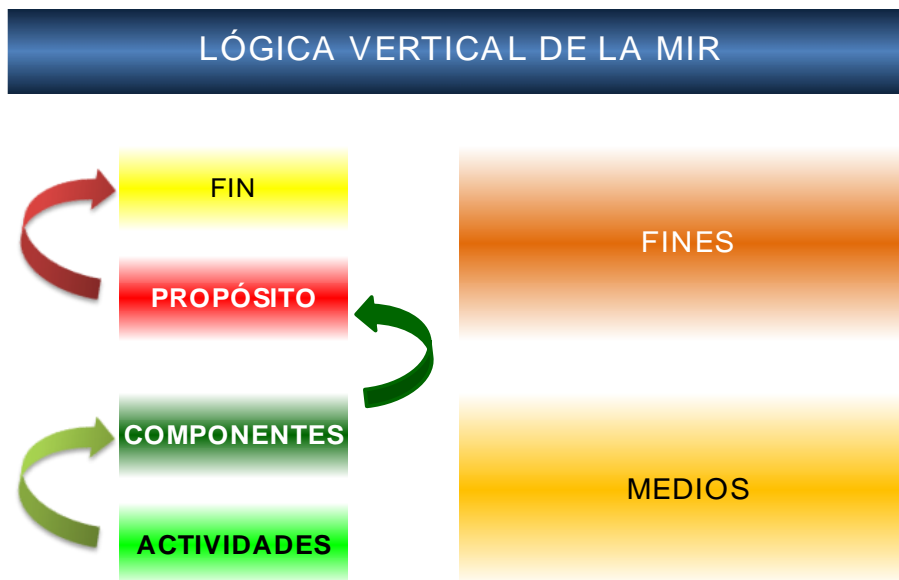 LÓGICA VERTICAL DE LA MIR
FIN
FINES
PROPÓSITO
COMPONENTES
MEDIOS
ACTIVIDADES